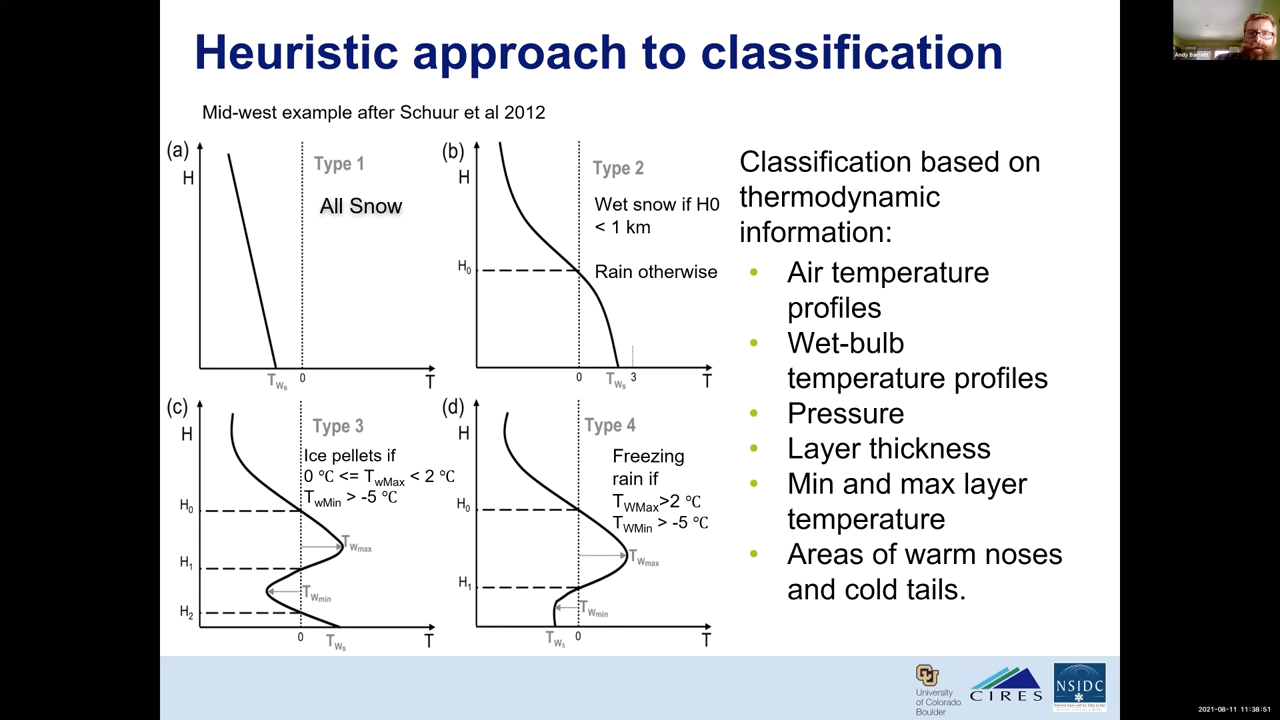 Heuristic approach to classification
Andy Barrett
Mid-west example after Schuur et al 2012
(a)
H
Type 1
All Snow
T_Ws
0
T
(b)
H
Type 2
Wet snow if H0
< 1 km
H₀
Rain otherwise
0
T_Ws
3
T
(c)
H
Type 3
Ice pellets if
0 ℃ <= T_wMax < 2 ℃
T_wMin > -5 ℃
H₀
T_Wmax
H₁
T_Wmin
H₂
0
T_Ws
T
(d)
H
Type 4
Freezing
rain if
T_WMax>2 ℃
T_WMin > -5 ℃
H₀
T_Wmax
H₁
T_Wmin
T_Ws
0
T
Classification based on
thermodynamic
information:
• Air temperature
profiles
• Wet-bulb
temperature profiles
• Pressure
• Layer thickness
• Min and max layer
temperature
• Areas of warm noses
and cold tails.
CU
University
of Colorado
Boulder
CIRES
NSIDC
2021-08-11 11:38:51